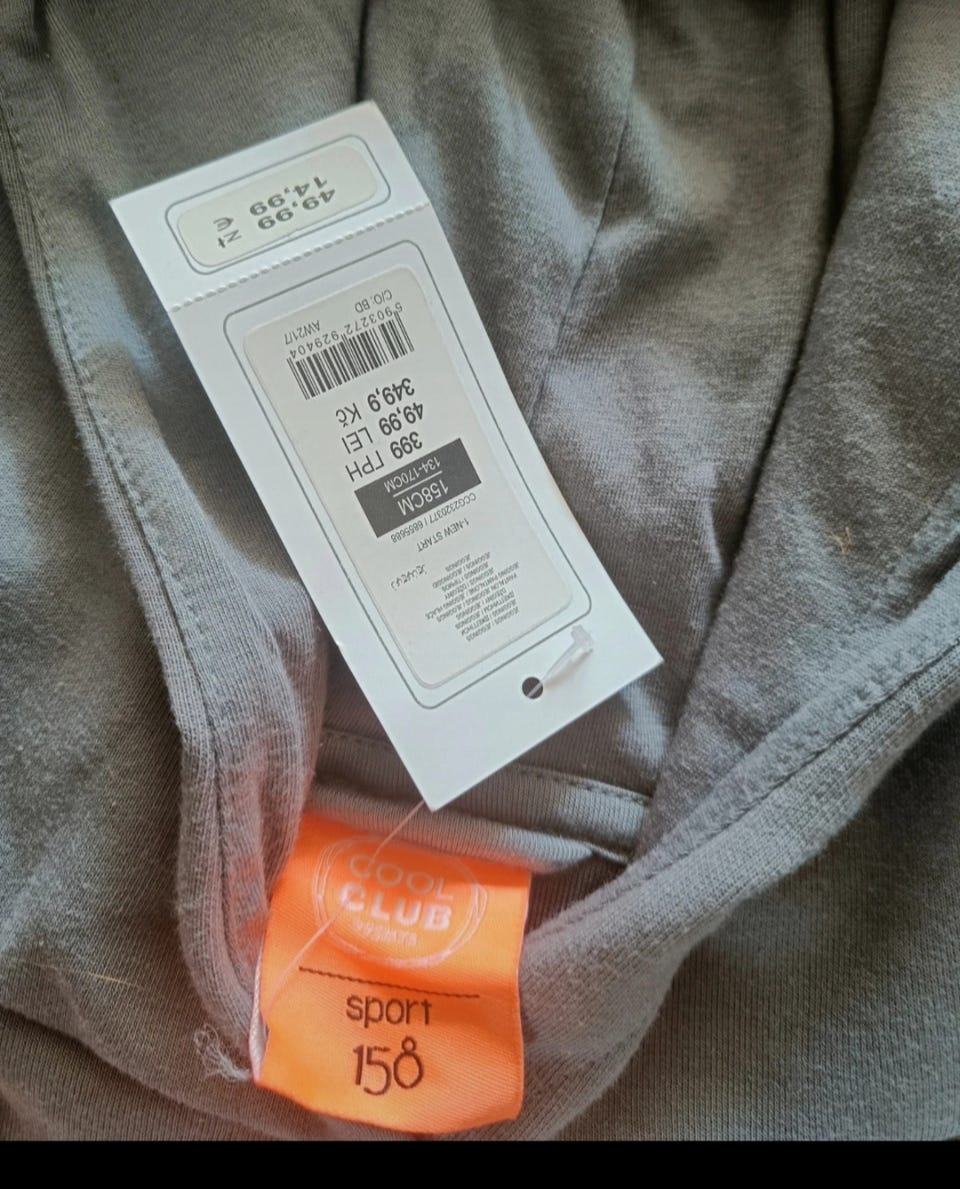 1-NEW START
CCG2320377 / 6855688
158CM
134-170CM
399 ГРН
49,99 LEI
349,9 Kč
5 903272 929404
C/O. BD AW21/7
49,99 zł
14,99 €
COOL
CLUB
sport
158